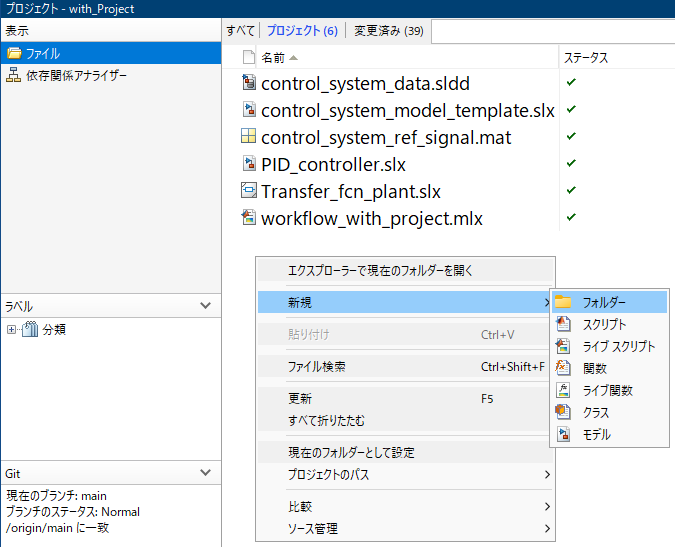 プロジェクト - with_Project
表示
ファイル
依存関係アナライザー
すべて プロジェクト (6) 変更済み (39)
名前 ステータス
control_system_data.sldd
control_system_model_template.slx
control_system_ref_signal.mat
PID_controller.slx
Transfer_fcn_plant.slx
workflow_with_project.mlx
エクスプローラーで現在のフォルダーを開く
新規
貼り付け Ctrl+V
ファイル検索 Ctrl+Shift+F
更新 F5
すべて折りたたむ
現在のフォルダーとして設定
プロジェクトのパス
比較
ソース管理
フォルダー
スクリプト
ライブ スクリプト
関数
ライブ関数
クラス
モデル
ラベル
分類
Git
現在のブランチ: main
ブランチのステータス: Normal
/origin/main に一致